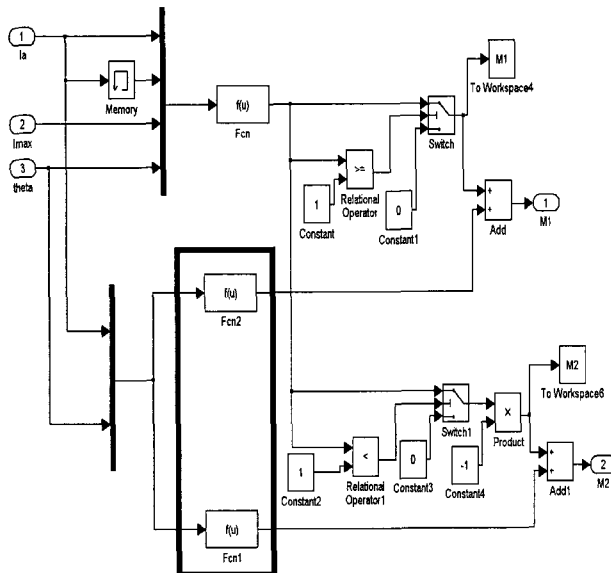 1
Ia
Memory
2
Imax
3
theta
f(u)
Fcn
M1
To Workspace4
Switch
>=
Relational
Operator
1
Constant
0
Constant1
+
+
Add
1
M1
f(u)
Fcn2
M2
To Workspace6
Switch1
×
Product
<
Relational
Operator1
1
Constant2
0
Constant3
-1
Constant4
+
+
Add1
2
M2
f(u)
Fcn1